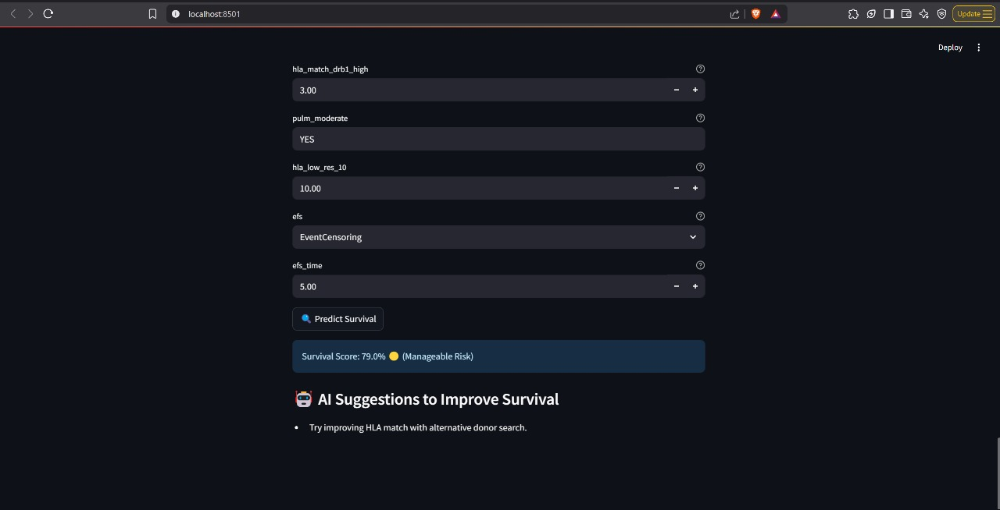 localhost:8501
Update
Deploy
hla_match_drb1_high
3.00
pulm_moderate
YES
hla_low_res_10
10.00
efs
EventCensoring
efs_time
5.00
Predict Survival
Survival Score: 79.0% (Manageable Risk)
AI Suggestions to Improve Survival
Try improving HLA match with alternative donor search.